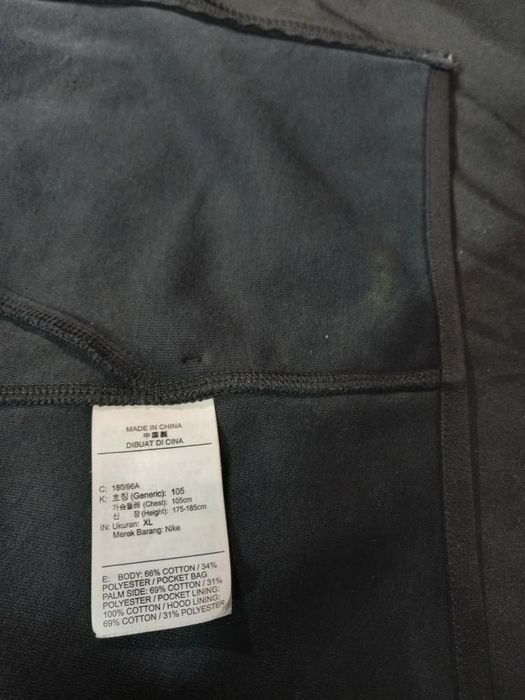 MADE IN CHINA
中国製
DIBUAT DI CINA
C: 180/96A
K: 호칭 (Generic): 105
가슴둘레 (Chest): 105cm
신 장 (Height): 175-185cm
IN: Ukuran: XL
Merek Barang: Nike
E: BODY: 66% COTTON / 34%
POLYESTER / POCKET BAG
PALM SIDE: 69% COTTON / 31%
POLYESTER / POCKET LINING:
100% COTTON / HOOD LINING:
69% COTTON / 31% POLYESTER